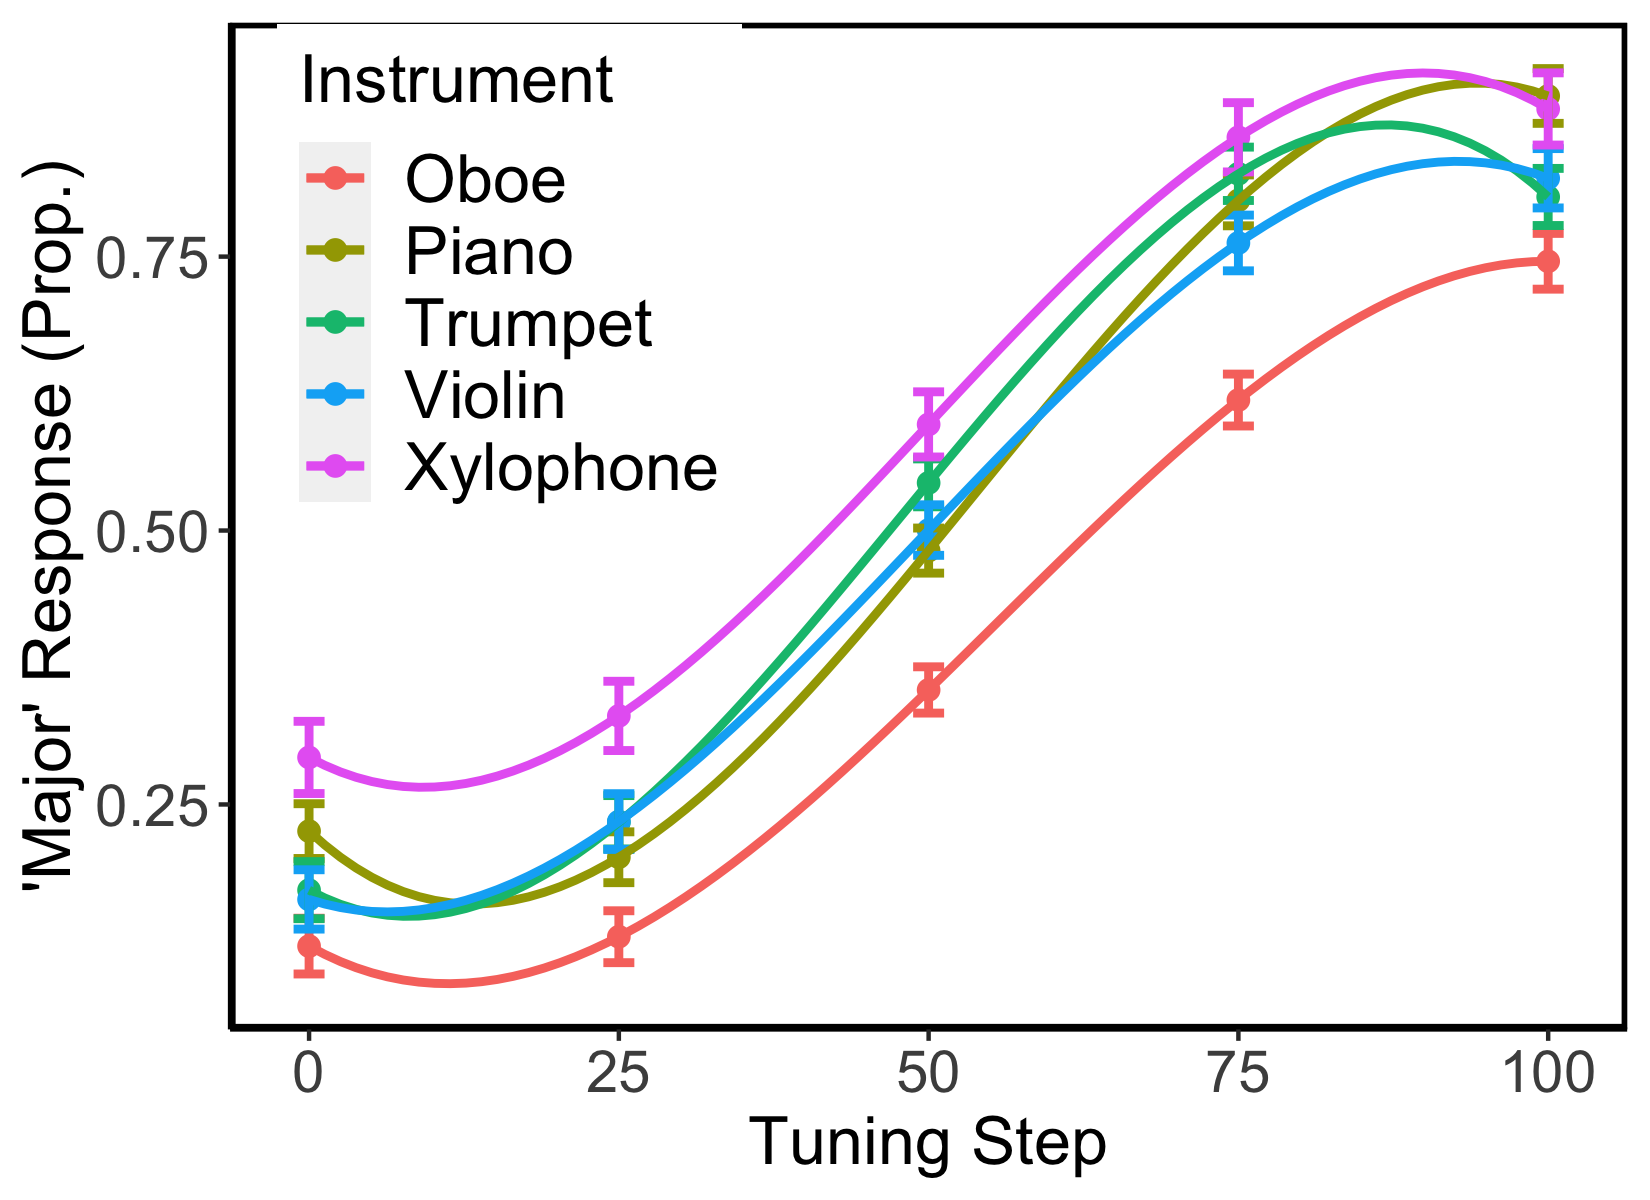 Instrument
Oboe
Piano
Trumpet
Violin
Xylophone
'Major' Response (Prop.)
0.75
0.50
0.25
0 25 50 75 100
Tuning Step